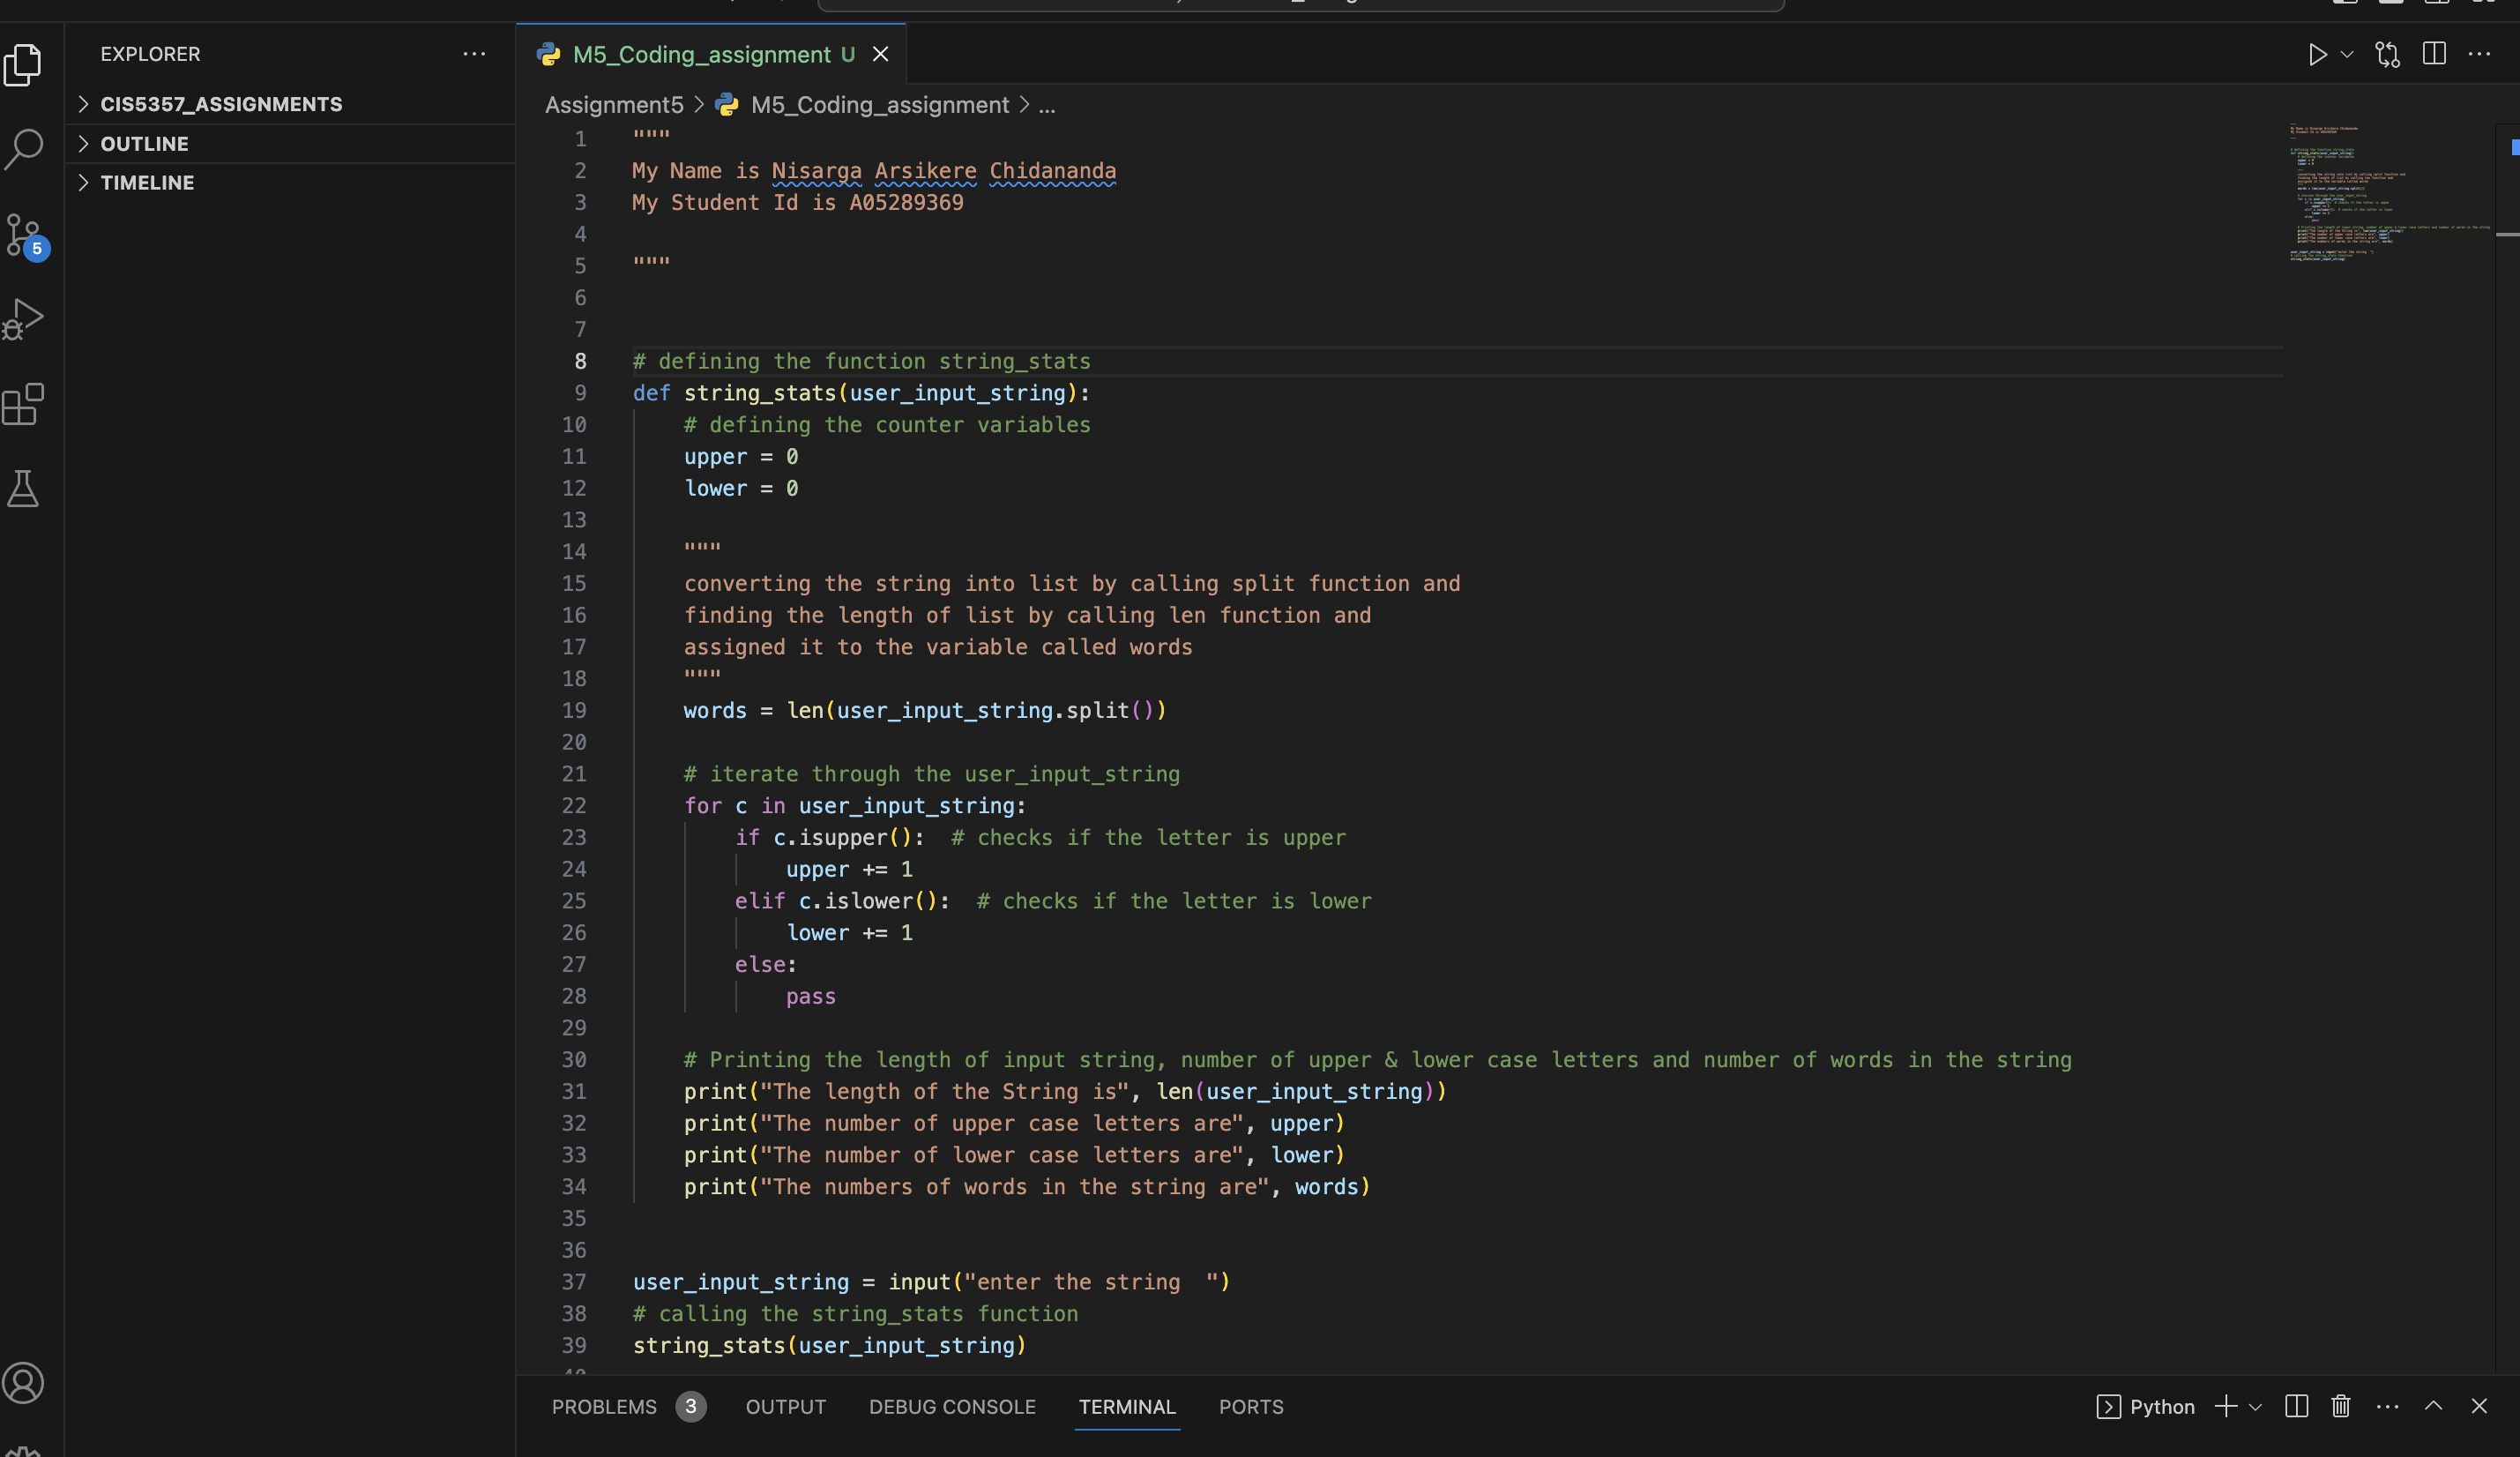 EXPLORER
CIS5357_ASSIGNMENTS
OUTLINE
TIMELINE
5
M5_Coding_assignment U
Assignment5 > M5_Coding_assignment > ...
1 """
2 My Name is Nisarga Arsikere Chidananda
3 My Student Id is A05289369
4
5 """
6
7
8 # defining the function string_stats
9 def string_stats(user_input_string):
10     # defining the counter variables
11     upper = 0
12     lower = 0
13
14     """
15     converting the string into list by calling split function and
16     finding the length of list by calling len function and
17     assigned it to the variable called words
18     """
19     words = len(user_input_string.split())
20
21     # iterate through the user_input_string
22     for c in user_input_string:
23         if c.isupper():  # checks if the letter is upper
24             upper += 1
25         elif c.islower():  # checks if the letter is lower
26             lower += 1
27         else:
28             pass
29
30     # Printing the length of input string, number of upper & lower case letters and number of words in the string
31     print("The length of the String is", len(user_input_string))
32     print("The number of upper case letters are", upper)
33     print("The number of lower case letters are", lower)
34     print("The numbers of words in the string are", words)
35
36
37 user_input_string = input("enter the string  ")
38 # calling the string_stats function
39 string_stats(user_input_string)
PROBLEMS 3 OUTPUT DEBUG CONSOLE TERMINAL PORTS Python